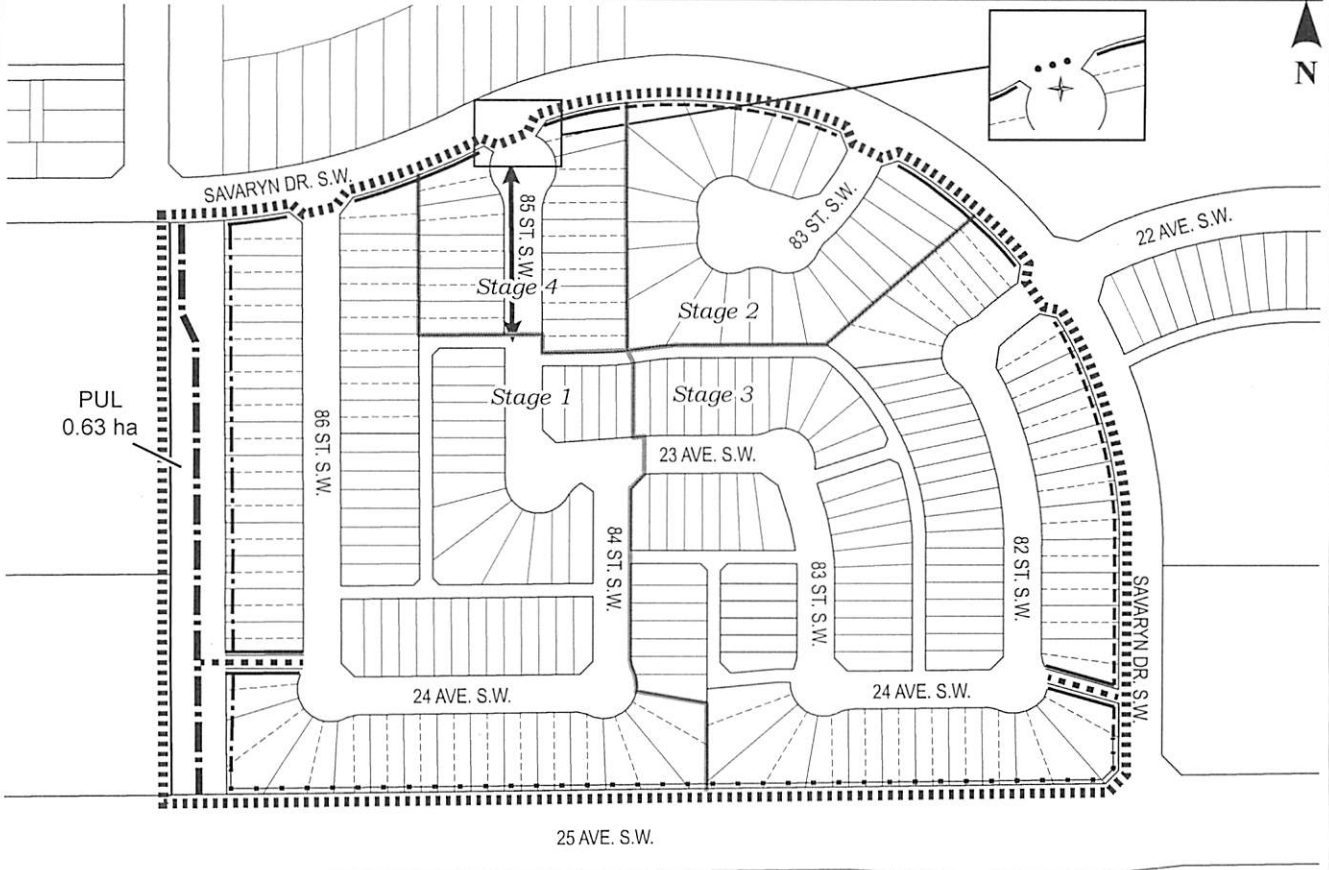 N
SAVARYN DR. S.W.
22 AVE. S.W.
85 ST. S.W.
83 ST. S.W.
Stage 4
Stage 2
PUL
0.63 ha
Stage 1
Stage 3
86 ST. S.W.
23 AVE. S.W.
84 ST. S.W.
83 ST. S.W.
82 ST. S.W.
SAVARYN DR. S.W.
24 AVE. S.W.
24 AVE. S.W.
25 AVE. S.W.